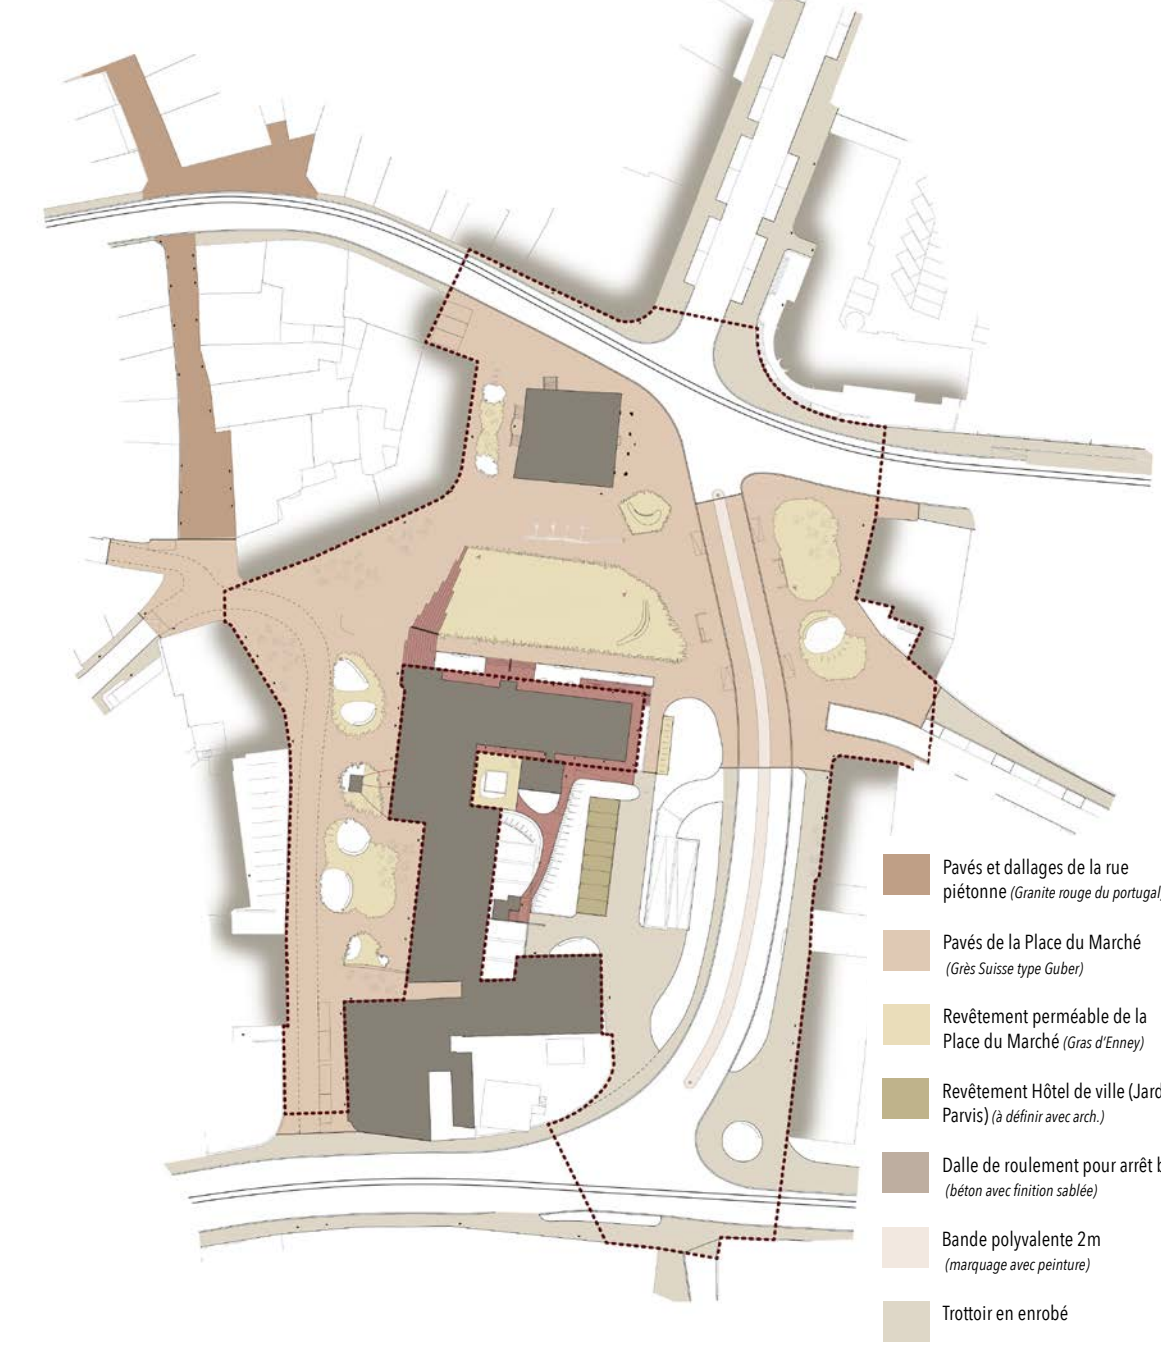 Pavés et dallages de la rue
piétonne (Granite rouge du portugal)
Pavés de la Place du Marché
(Grès Suisse type Guber)
Revêtement perméable de la
Place du Marché (Gras d'Enney)
Revêtement Hôtel de ville (Jard
Parvis) (à définir avec arch.)
Dalle de roulement pour arrêt b
(béton avec finition sablée)
Bande polyvalente 2m
(marquage avec peinture)
Trottoir en enrobé